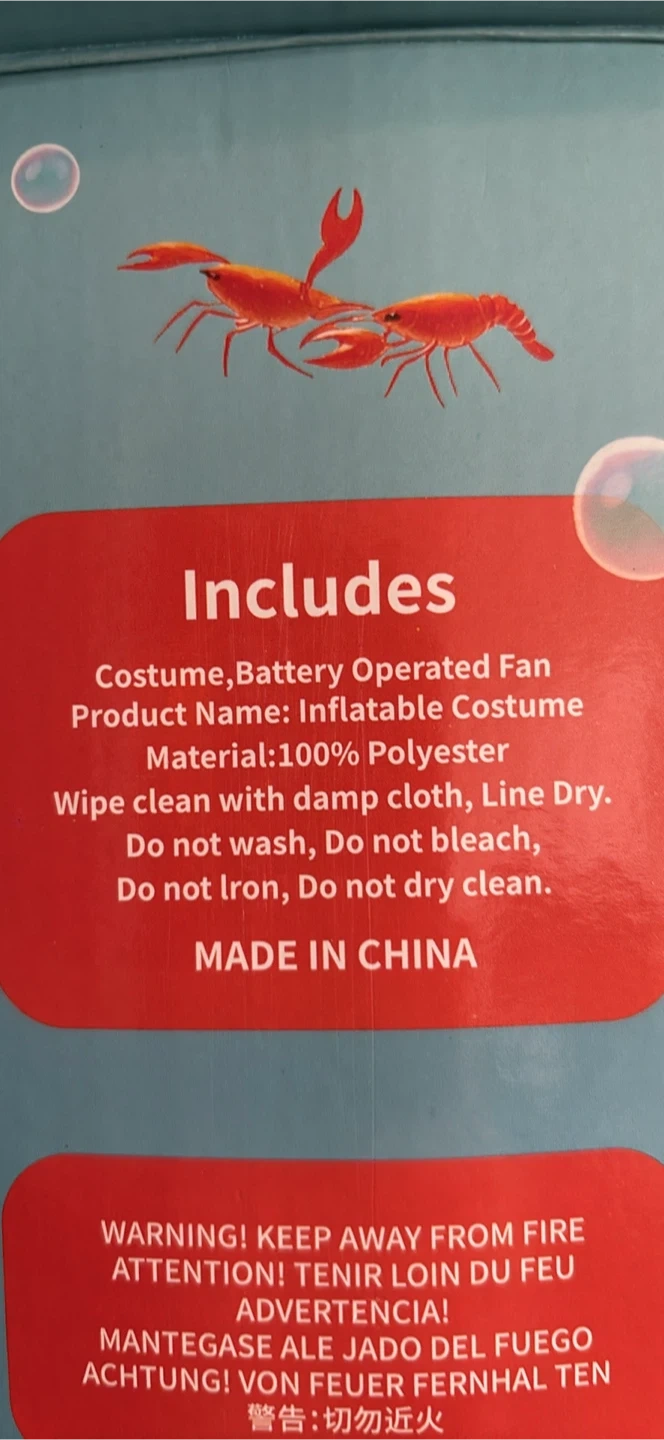 Includes
Costume,Battery Operated Fan
Product Name: Inflatable Costume
Material:100% Polyester
Wipe clean with damp cloth, Line Dry.
Do not wash, Do not bleach,
Do not lron, Do not dry clean.
MADE IN CHINA
WARNING! KEEP AWAY FROM FIRE
ATTENTION! TENIR LOIN DU FEU
ADVERTENCIA!
MANTEGASE ALE JADO DEL FUEGO
ACHTUNG! VON FEUER FERNHAL TEN
警告:切勿近火